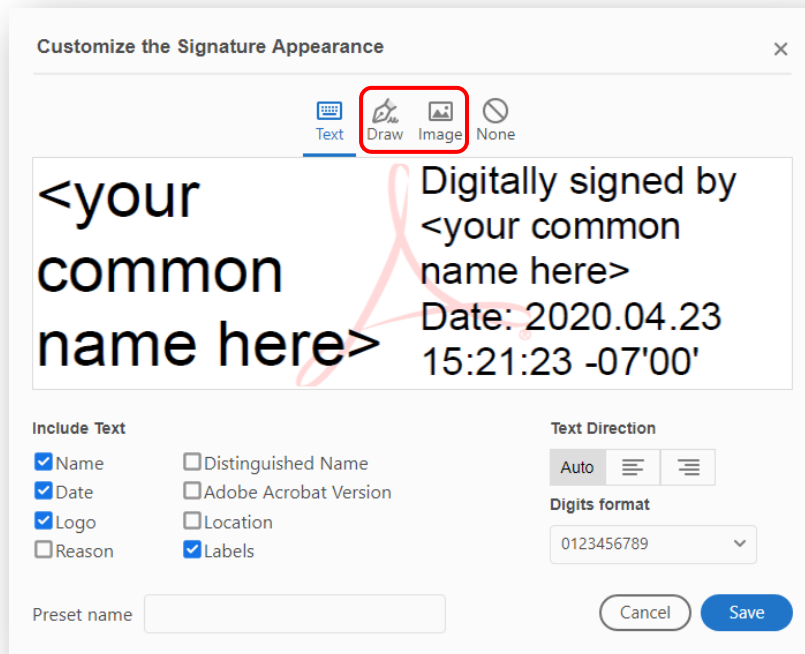 Customize the Signature Appearance
Text Draw Image None
<your
common
name here>
Digitally signed by
<your common
name here>
Date: 2020.04.23
15:21:23 -07'00'
Include Text
Name
Date
Logo
Reason
Distinguished Name
Adobe Acrobat Version
Location
Labels
Text Direction
Auto
Digits format
0123456789
Preset name
Cancel
Save